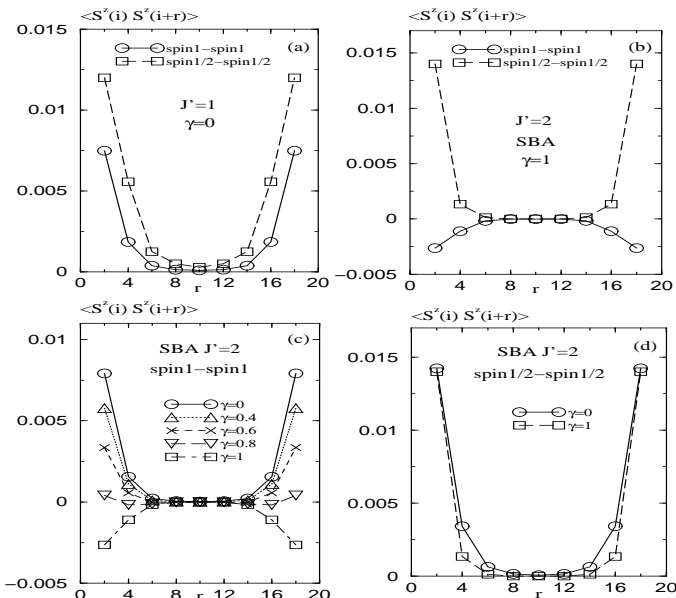 <S^z(i) S^z(i+r)>
0.015
0.01
0.005
0
0 4 8 12 16 20
r
spin1−spin1
spin1/2−spin1/2
(a)
J'=1
γ=0
<S^z(i) S^z(i+r)>
0.015
0.01
0.005
0
−0.005
0 4 8 12 16 20
r
spin1−spin1
spin1/2−spin1/2
(b)
J'=2
SBA
γ=1
<S^z(i) S^z(i+r)>
0.01
0.005
0
−0.005
0 4 8 12 16 20
r
(c)
SBA J'=2
spin1−spin1
γ=0
γ=0.4
γ=0.6
γ=0.8
γ=1
<S^z(i) S^z(i+r)>
0.015
0.01
0.005
0
0 4 8 12 16 20
r
(d)
SBA J'=2
spin1/2−spin1/2
γ=0
γ=1